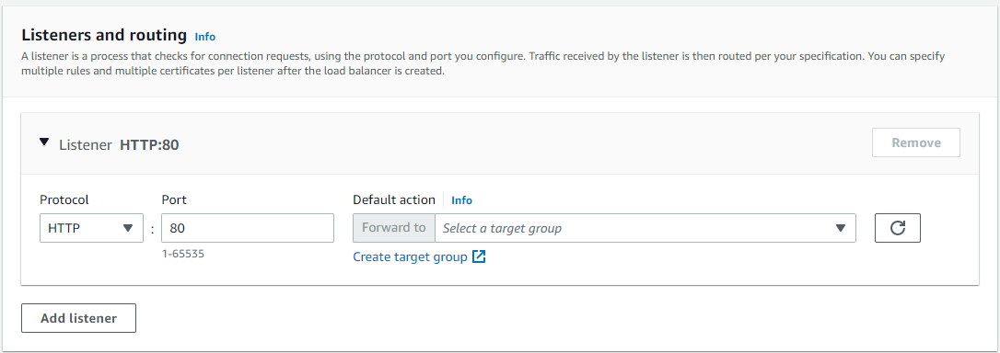 Listeners and routing Info
A listener is a process that checks for connection requests, using the protocol and port you configure. Traffic received by the listener is then routed per your specification. You can specify
multiple rules and multiple certificates per listener after the load balancer is created.
Listener HTTP:80
Remove
Protocol Port Default action Info
HTTP : 80 Forward to Select a target group
1-65535
Create target group
Add listener